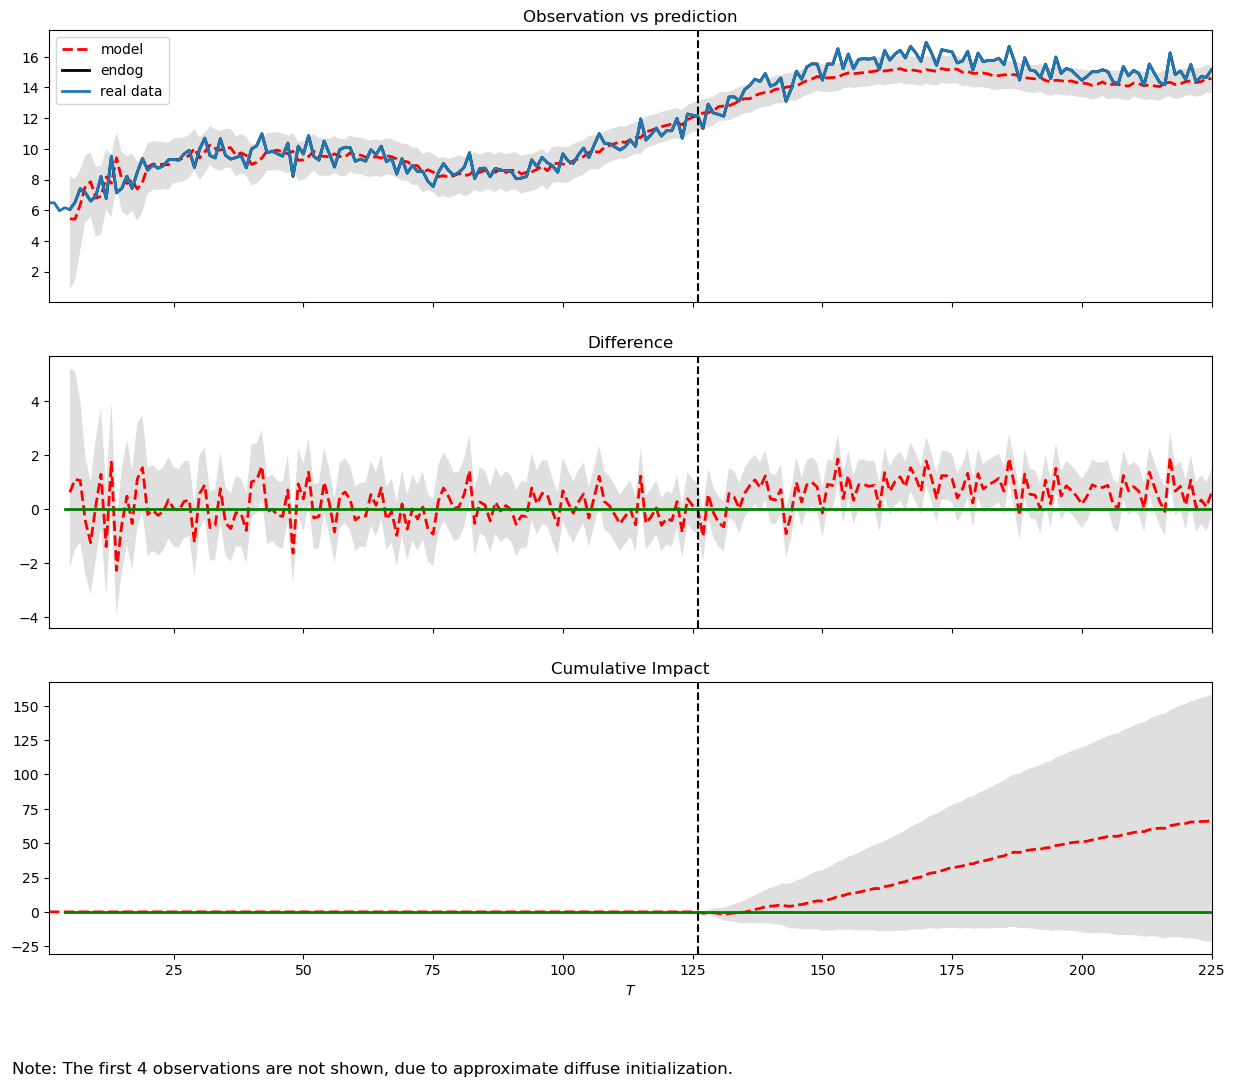 Observation vs prediction
model
endog
real data
16
14
12
10
8
6
4
2
Difference
4
2
0
−2
−4
Cumulative Impact
150
125
100
75
50
25
0
−25
25 50 75 100 125 150 175 200 225
T
Note: The first 4 observations are not shown, due to approximate diffuse initialization.